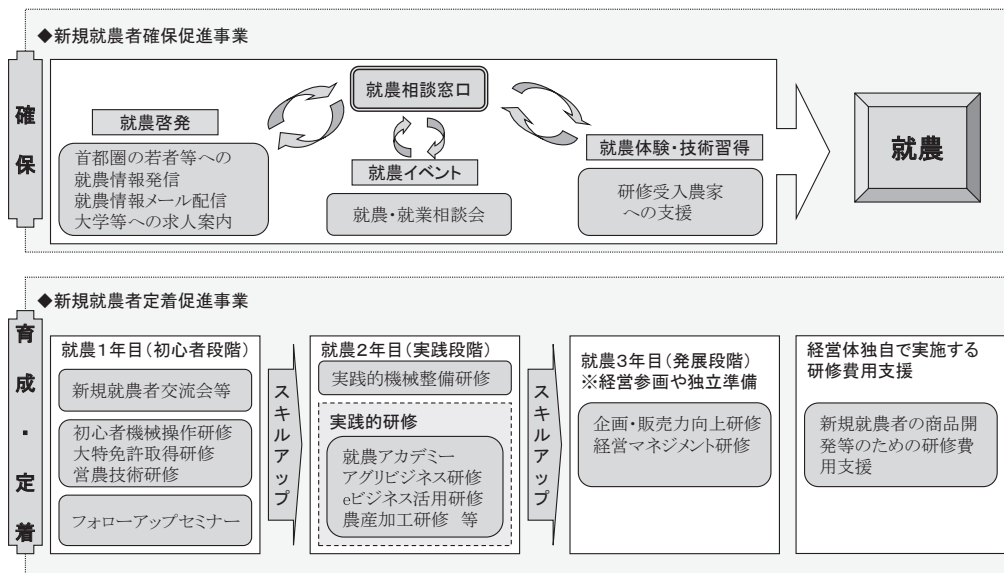 ◆新規就農者確保促進事業
確保
就農相談窓口
就農啓発
首都圏の若者等への
就農情報発信
就農情報メール配信
大学等への求人案内
就農イベント
就農・就業相談会
就農体験・技術習得
研修受入農家
への支援
就農
◆新規就農者定着促進事業
育成・定着
就農1年目(初心者段階)
新規就農者交流会等
初心者機械操作研修
大特免許取得研修
営農技術研修
フォローアップセミナー
スキルアップ
就農2年目(実践段階)
実践的機械整備研修
実践的研修
就農アカデミー
アグリビジネス研修
eビジネス活用研修
農産加工研修 等
スキルアップ
就農3年目(発展段階)
※経営参画や独立準備
企画・販売力向上研修
経営マネジメント研修
経営体独自で実施する
研修費用支援
新規就農者の商品開
発等のための研修費
用支援